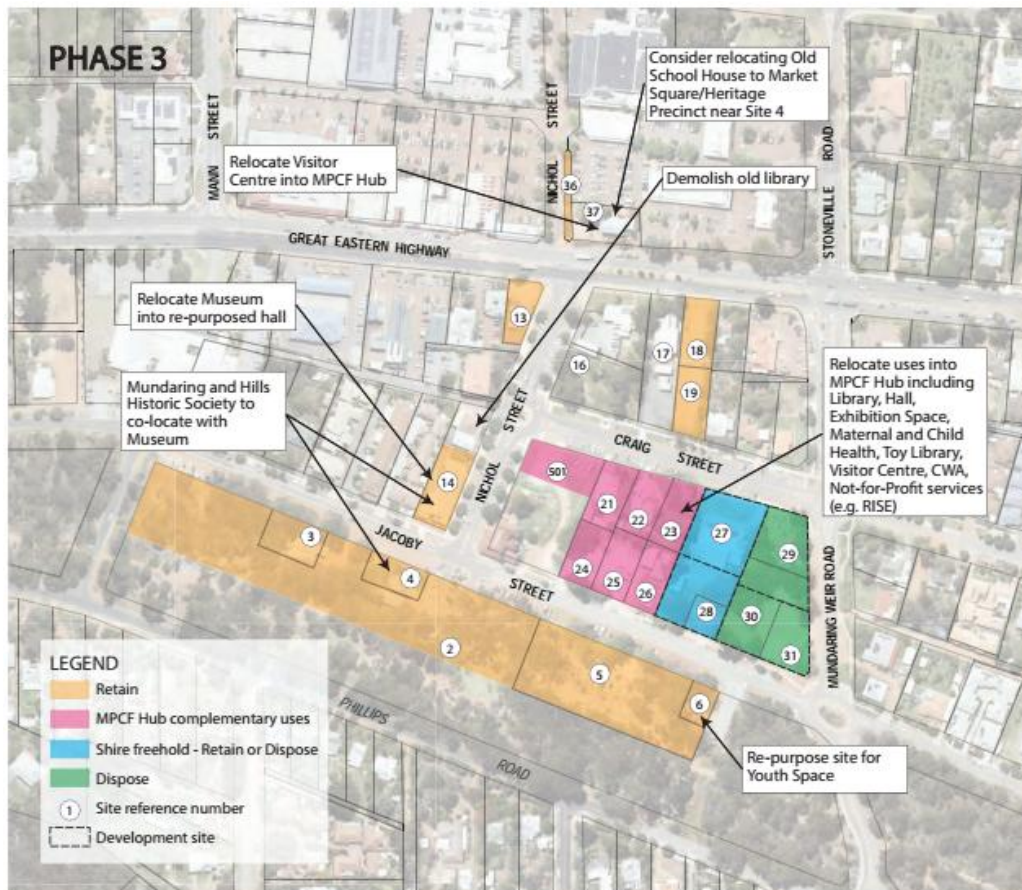 PHASE 3
MANN
STREET
NICHOL
STREET
STONEVILLE
ROAD
Consider relocating Old
School House to Market
Square/Heritage
Precinct near Site 4
Relocate Visitor
Centre into MPCF Hub
Demolish old library
36
37
GREAT EASTERN HIGHWAY
Relocate Museum
into re-purposed hall
13
16
17
18
19
Mundaring and Hills
Historic Society to
co-locate with
Museum
Relocate uses into
MPCF Hub including
Library, Hall,
Exhibition Space,
Maternal and Child
Health, Toy Library,
Visitor Centre, CWA,
Not-for-Profit services
(e.g. RISE)
NICHOL
STREET
CRAIG
STREET
14
501
21
22
23
27
29
JACOBY
STREET
3
4
24
25
26
28
30
31
MUNDARING WEIR ROAD
2
5
6
Re-purpose site for
Youth Space
PHILLIPS
ROAD
LEGEND
Retain
MPCF Hub complementary uses
Shire freehold - Retain or Dispose
Dispose
1 Site reference number
Development site